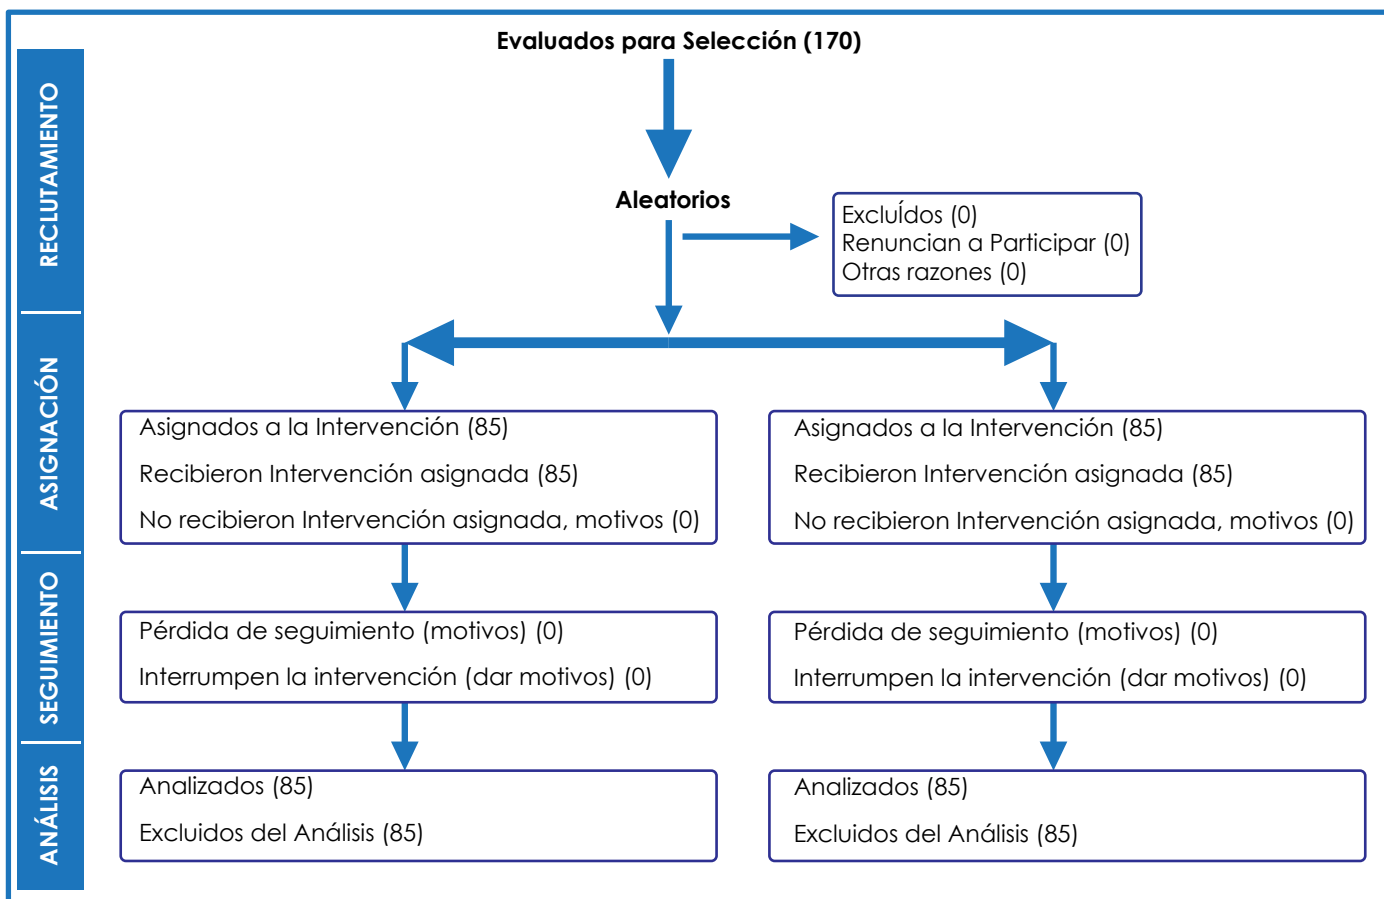 Evaluados para Selección (170)
RECLUTAMIENTO
Aleatorios
ExcluÍdos (0)
Renuncian a Participar (0)
Otras razones (0)
ASIGNACIÓN
Asignados a la Intervención (85)
Recibieron Intervención asignada (85)
No recibieron Intervención asignada, motivos (0)
Asignados a la Intervención (85)
Recibieron Intervención asignada (85)
No recibieron Intervención asignada, motivos (0)
SEGUIMIENTO
Pérdida de seguimiento (motivos) (0)
Interrumpen la intervención (dar motivos) (0)
Pérdida de seguimiento (motivos) (0)
Interrumpen la intervención (dar motivos) (0)
ANÁLISIS
Analizados (85)
Excluidos del Análisis (85)
Analizados (85)
Excluidos del Análisis (85)